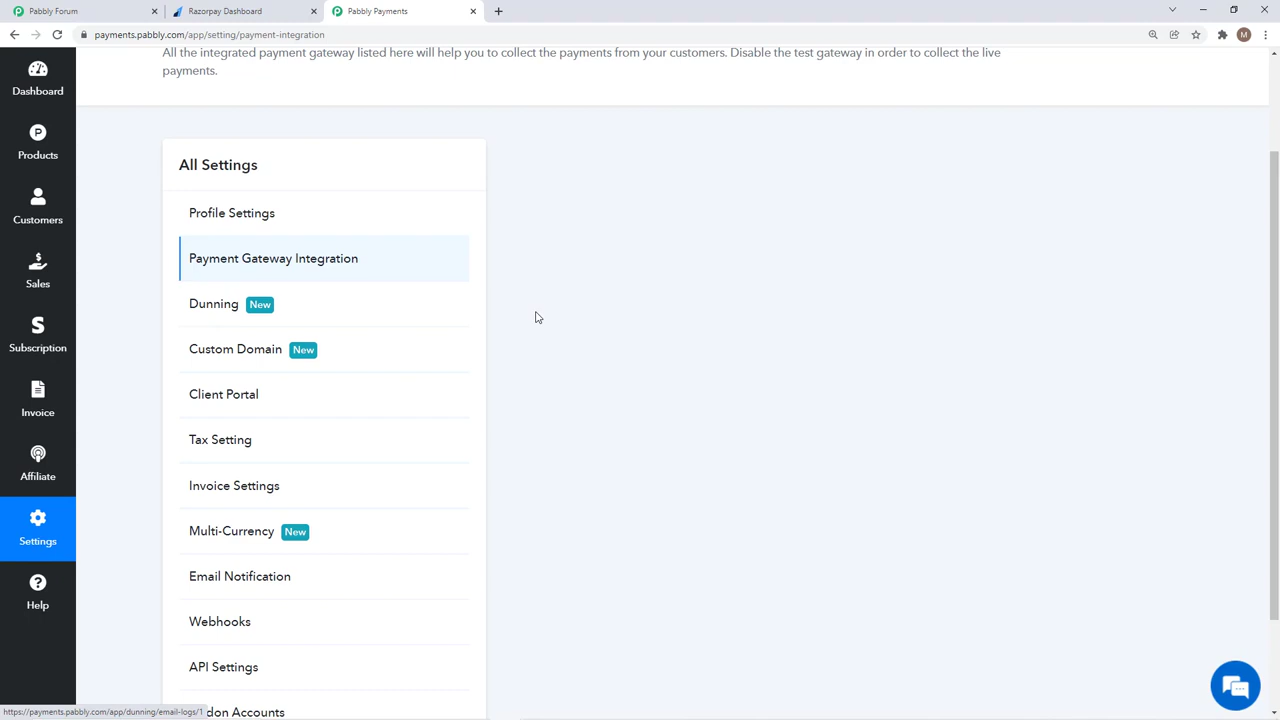 Pabbly Forum
Razorpay Dashboard
Pabbly Payments
payments.pabbly.com/app/setting/payment-integration
M
All the integrated payment gateway listed here will help you to collect the payments from your customers. Disable the test gateway in order to collect the live
payments.
Dashboard
Products
Customers
Sales
Subscription
Invoice
Affiliate
Settings
Help
All Settings
Profile Settings
Payment Gateway Integration
Dunning New
Custom Domain New
Client Portal
Tax Setting
Invoice Settings
Multi-Currency New
Email Notification
Webhooks
API Settings
Accounts
https://payments.pabbly.com/app/dunning/email-logs/1